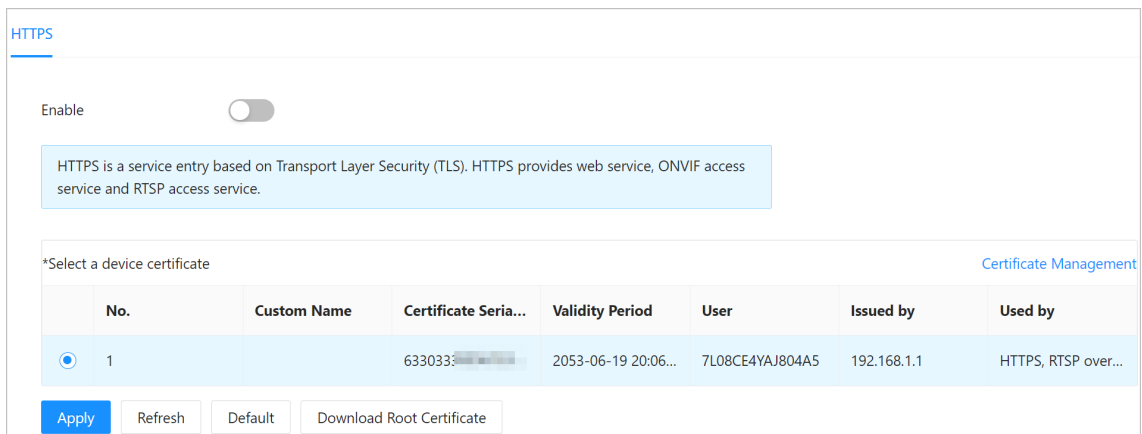 HTTPS
Enable
HTTPS is a service entry based on Transport Layer Security (TLS). HTTPS provides web service, ONVIF access
service and RTSP access service.
*Select a device certificate Certificate Management
No. Custom Name Certificate Seria... Validity Period User Issued by Used by
1 6330333 2053-06-19 20:06... 7L08CE4YAJ804A5 192.168.1.1 HTTPS, RTSP over...
Apply Refresh Default Download Root Certificate